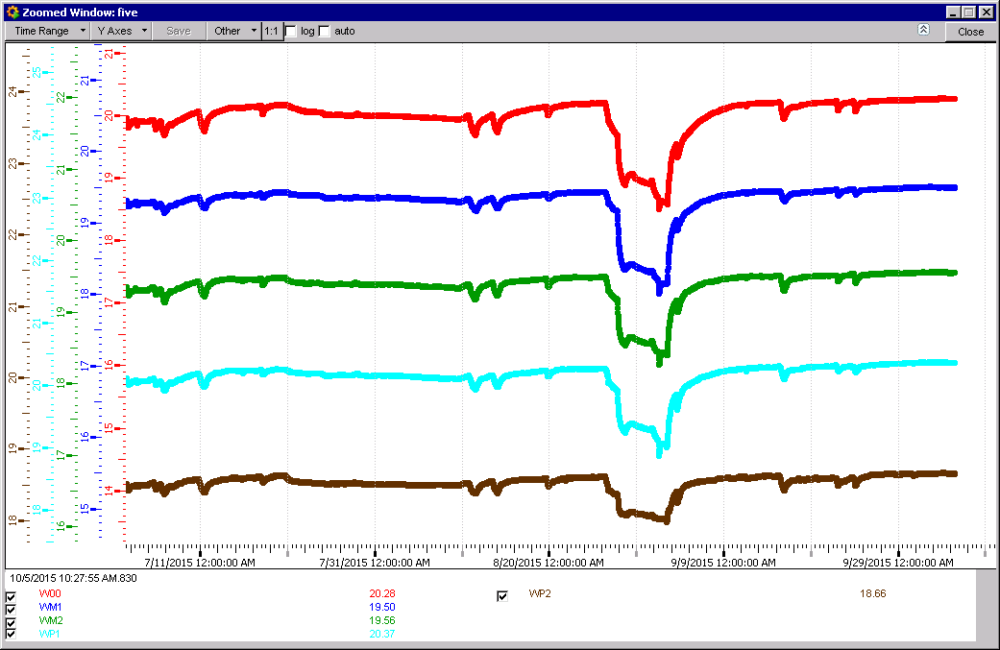 Zoomed Window: five
Time Range Y Axes Save Other 1:1 log auto Close
24 23 22 21 20 19 18
25 24 23 22 21 20 19 18
22 21 20 19 18 17 16
21 20 19 18 17 16 15
21 20 19 18 17 16 15 14
7/11/2015 12:00:00 AM 7/31/2015 12:00:00 AM 8/20/2015 12:00:00 AM 9/9/2015 12:00:00 AM 9/29/2015 12:00:00 AM
10/5/2015 10:27:55 AM.830
VV00 20.28 VVP2 18.66
VVM1 19.50
VVM2 19.56
VVP1 20.37